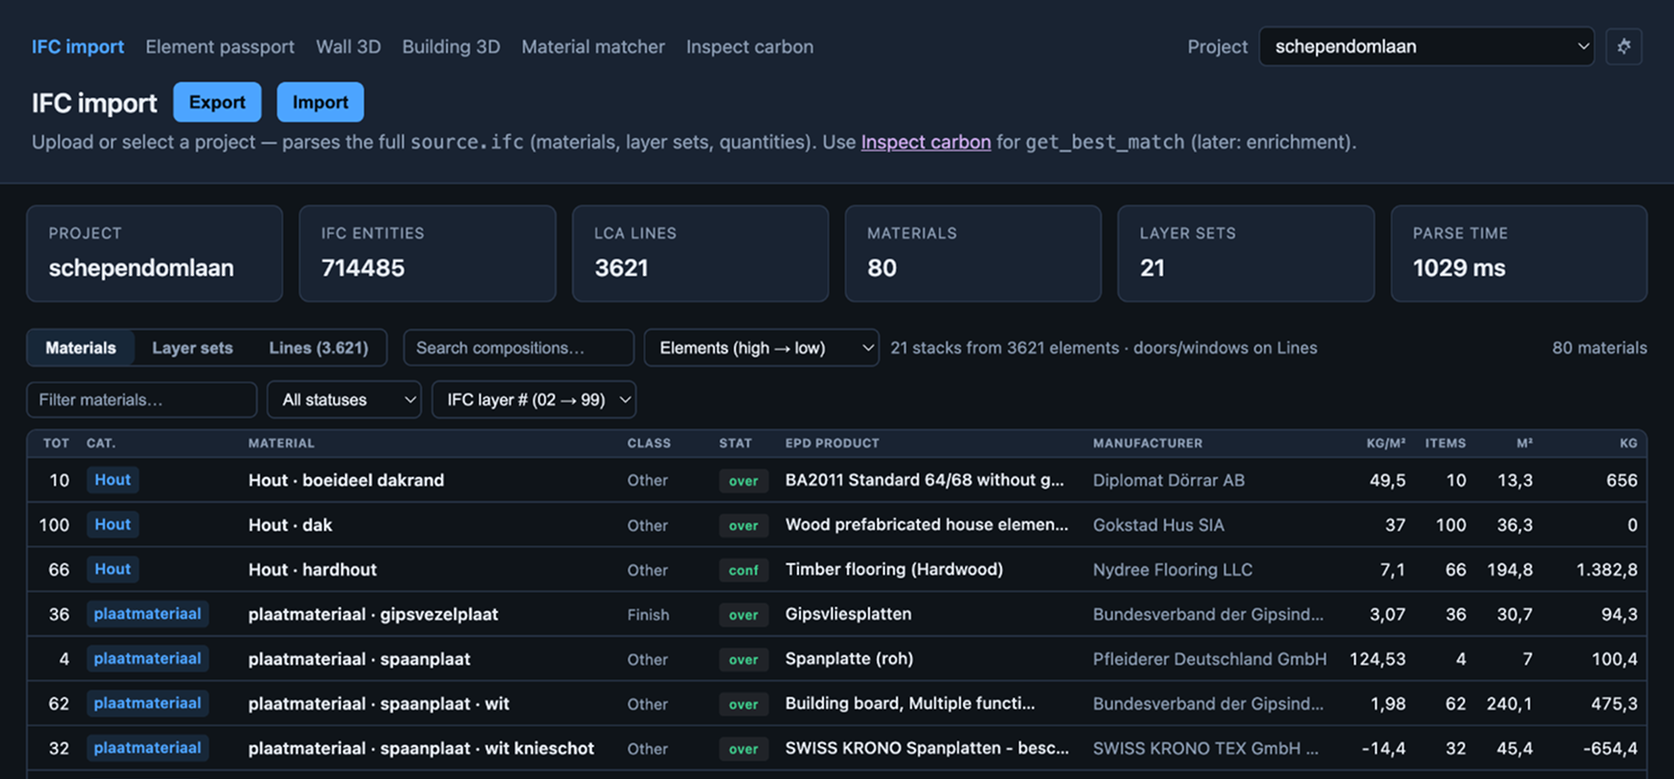 IFC import Element passport Wall 3D Building 3D Material matcher Inspect carbon Project schependomlaan
IFC import Export Import
Upload or select a project — parses the full source.ifc (materials, layer sets, quantities). Use Inspect carbon for get_best_match (later: enrichment).
PROJECT IFC ENTITIES LCA LINES MATERIALS LAYER SETS PARSE TIME
schependomlaan 714485 3621 80 21 1029 ms
Materials Layer sets Lines (3.621) Search compositions... Elements (high → low) 21 stacks from 3621 elements · doors/windows on Lines 80 materials
Filter materials... All statuses IFC layer # (02 → 99)
TOT CAT. MATERIAL CLASS STAT EPD PRODUCT MANUFACTURER KG/M² ITEMS M² KG
10 Hout Hout · boeideel dakrand Other over BA2011 Standard 64/68 without g... Diplomat Dörrar AB 49,5 10 13,3 656
100 Hout Hout · dak Other over Wood prefabricated house elemen... Gokstad Hus SIA 37 100 36,3 0
66 Hout Hout · hardhout Other conf Timber flooring (Hardwood) Nydree Flooring LLC 7,1 66 194,8 1.382,8
36 plaatmateriaal plaatmateriaal · gipsvezelplaat Finish over Gipsvliesplatten Bundesverband der Gipsind... 3,07 36 30,7 94,3
4 plaatmateriaal plaatmateriaal · spaanplaat Other over Spanplatte (roh) Pfleiderer Deutschland GmbH 124,53 4 7 100,4
62 plaatmateriaal plaatmateriaal · spaanplaat · wit Other over Building board, Multiple functi... Bundesverband der Gipsind... 1,98 62 240,1 475,3
32 plaatmateriaal plaatmateriaal · spaanplaat · wit knieschot Other over SWISS KRONO Spanplatten - besc... SWISS KRONO TEX GmbH ... -14,4 32 45,4 -654,4